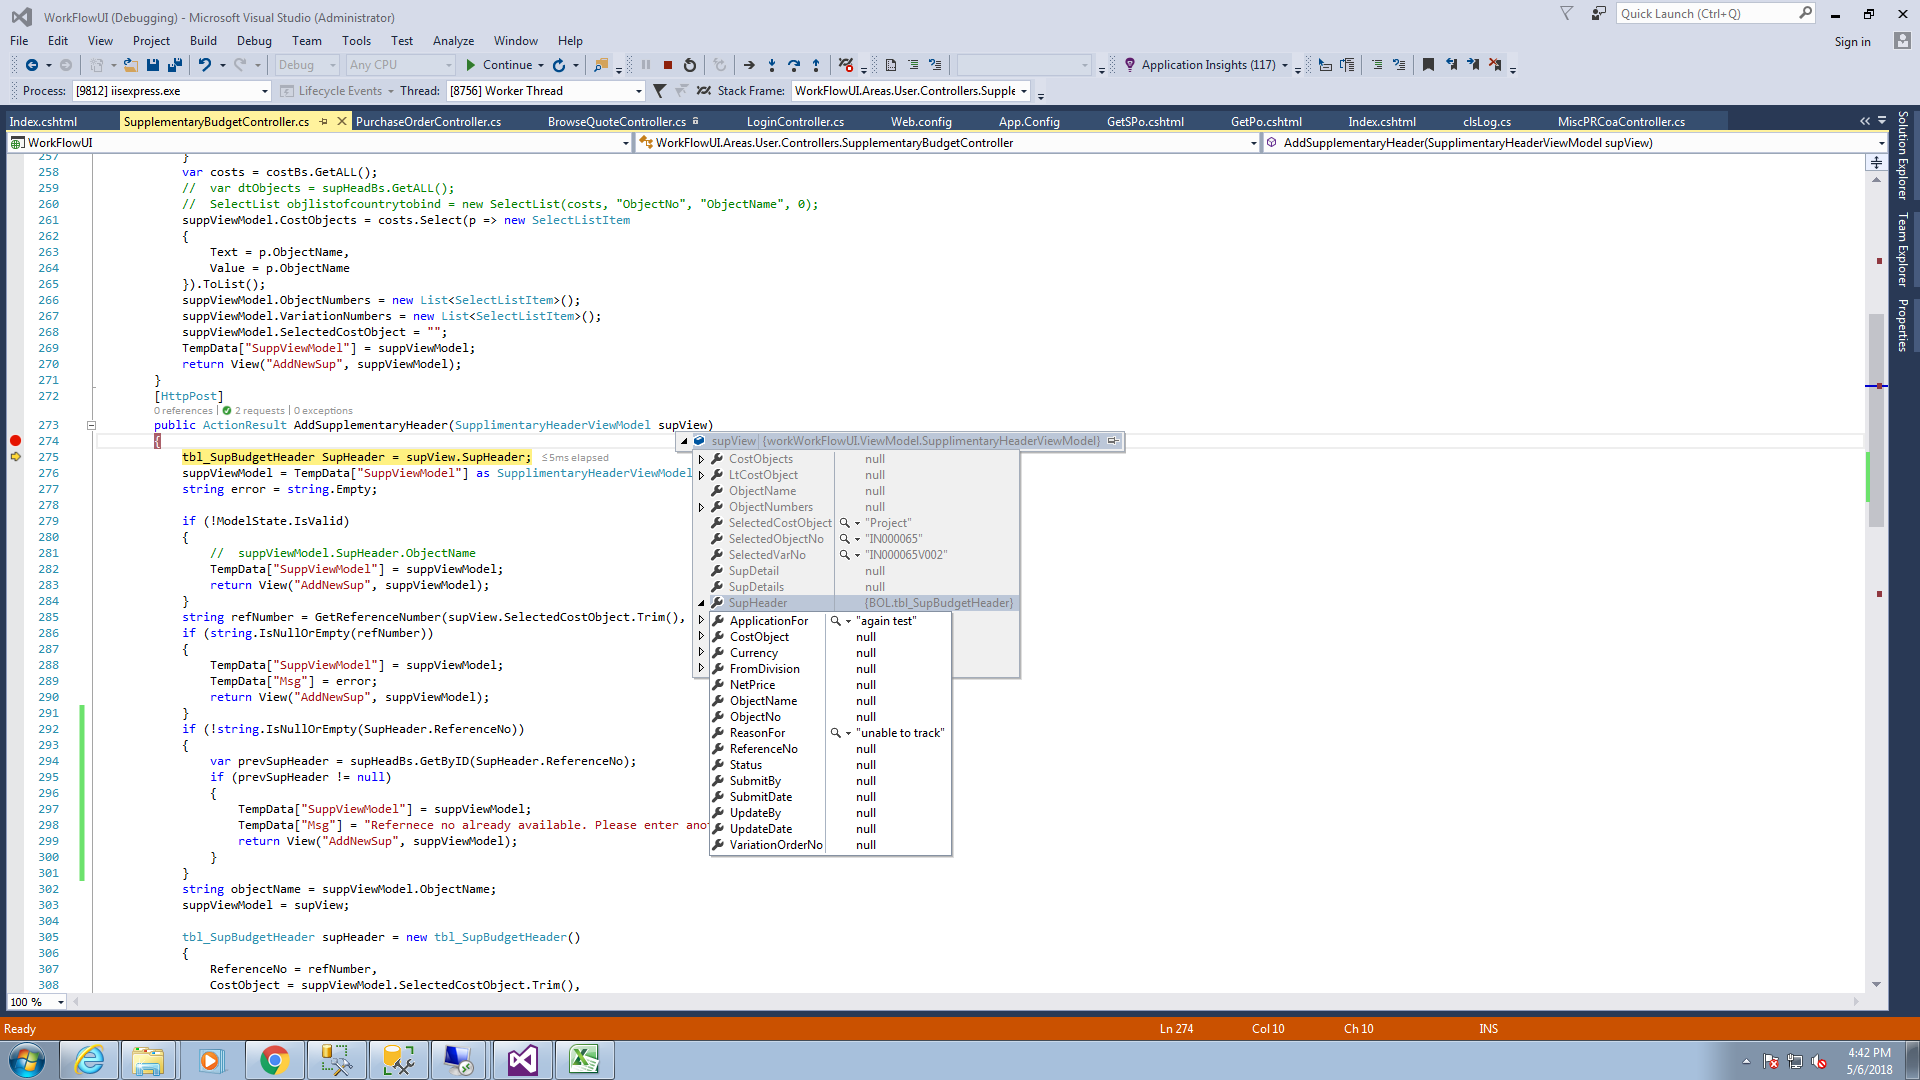 WorkFlowUI (Debugging) - Microsoft Visual Studio (Administrator)
Quick Launch (Ctrl+Q)
File Edit View Project Build Debug Team Tools Test Analyze Window Help
Sign in
Debug Any CPU Continue Application Insights (117)
Process: [9812] iisexpress.exe Lifecycle Events Thread: [8756] Worker Thread Stack Frame: WorkFlowUI.Areas.User.Controllers.Supple
Index.cshtml SupplementaryBudgetController.cs PurchaseOrderController.cs BrowseQuoteController.cs LoginController.cs Web.config App.Config GetSPo.cshtml GetPo.cshtml Index.cshtml clsLog.cs MiscPRCoaController.cs
WorkFlowUI WorkFlowUI.Areas.User.Controllers.SupplementaryBudgetController AddSupplementaryHeader(SupplimentaryHeaderViewModel supView)
Solution Explorer
Team Explorer
Properties
257 }
258 var costs = costBs.GetALL();
259 // var dtObjects = supHeadBs.GetALL();
260 // SelectList objlistofcountrytobind = new SelectList(costs, "ObjectNo", "ObjectName", 0);
261 suppViewModel.CostObjects = costs.Select(p => new SelectListItem
262 {
263 Text = p.ObjectName,
264 Value = p.ObjectName
265 }).ToList();
266 suppViewModel.ObjectNumbers = new List<SelectListItem>();
267 suppViewModel.VariationNumbers = new List<SelectListItem>();
268 suppViewModel.SelectedCostObject = "";
269 TempData["SuppViewModel"] = suppViewModel;
270 return View("AddNewSup", suppViewModel);
271 }
272 [HttpPost]
0 references | 2 requests | 0 exceptions
273 public ActionResult AddSupplementaryHeader(SupplimentaryHeaderViewModel supView)
274 {
275 tbl_SupBudgetHeader SupHeader = supView.SupHeader; ≤5ms elapsed
276 suppViewModel = TempData["SuppViewModel"] as SupplimentaryHeaderViewModel
277 string error = string.Empty;
278
279 if (!ModelState.IsValid)
280 {
281 // suppViewModel.SupHeader.ObjectName
282 TempData["SuppViewModel"] = suppViewModel;
283 return View("AddNewSup", suppViewModel);
284 }
285 string refNumber = GetReferenceNumber(supView.SelectedCostObject.Trim(),
286 if (string.IsNullOrEmpty(refNumber))
287 {
288 TempData["SuppViewModel"] = suppViewModel;
289 TempData["Msg"] = error;
290 return View("AddNewSup", suppViewModel);
291 }
292 if (!string.IsNullOrEmpty(SupHeader.ReferenceNo))
293 {
294 var prevSupHeader = supHeadBs.GetByID(SupHeader.ReferenceNo);
295 if (prevSupHeader != null)
296 {
297 TempData["SuppViewModel"] = suppViewModel;
298 TempData["Msg"] = "Refernece no already available. Please enter ano
299 return View("AddNewSup", suppViewModel);
300 }
301 }
302 string objectName = suppViewModel.ObjectName;
303 suppViewModel = supView;
304
305 tbl_SupBudgetHeader supHeader = new tbl_SupBudgetHeader()
306 {
307 ReferenceNo = refNumber,
308 CostObject = suppViewModel.SelectedCostObject.Trim(),
supView {workWorkFlowUI.ViewModel.SupplimentaryHeaderViewModel}
CostObjects null
LtCostObject null
ObjectName null
ObjectNumbers null
SelectedCostObject "Project"
SelectedObjectNo "IN000065"
SelectedVarNo "IN000065V002"
SupDetail null
SupDetails null
SupHeader {BOL.tbl_SupBudgetHeader}
ApplicationFor "again test"
CostObject null
Currency null
FromDivision null
NetPrice null
ObjectName null
ObjectNo null
ReasonFor "unable to track"
ReferenceNo null
Status null
SubmitBy null
SubmitDate null
UpdateBy null
UpdateDate null
VariationOrderNo null
100 %
Ready Ln 274 Col 10 Ch 10 INS
4:42 PM
5/6/2018